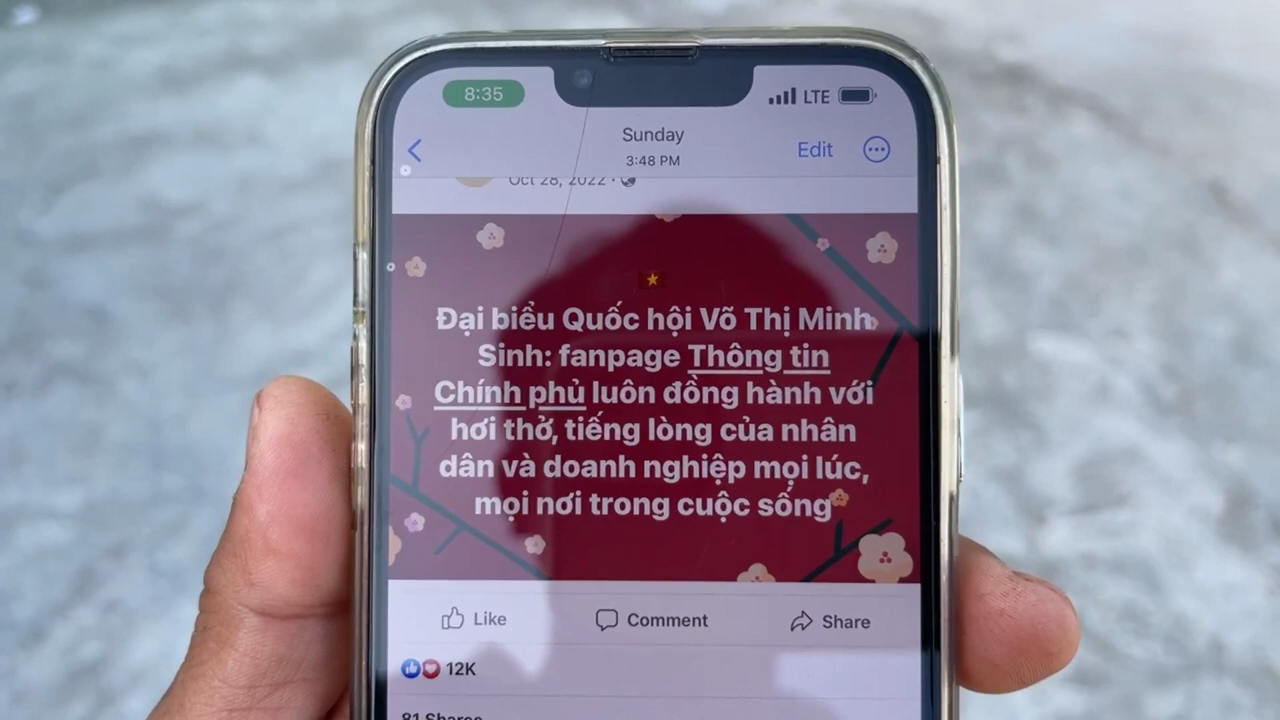 8:35
LTE
Sunday
3:48 PM
Edit
Oct 28, 2022
Đại biểu Quốc hội Võ Thị Minh
Sinh: fanpage Thông tin
Chính phủ luôn đồng hành với
hơi thở, tiếng lòng của nhân
dân và doanh nghiệp mọi lúc,
mọi nơi trong cuộc sống
Like
Comment
Share
12K
81 Shares